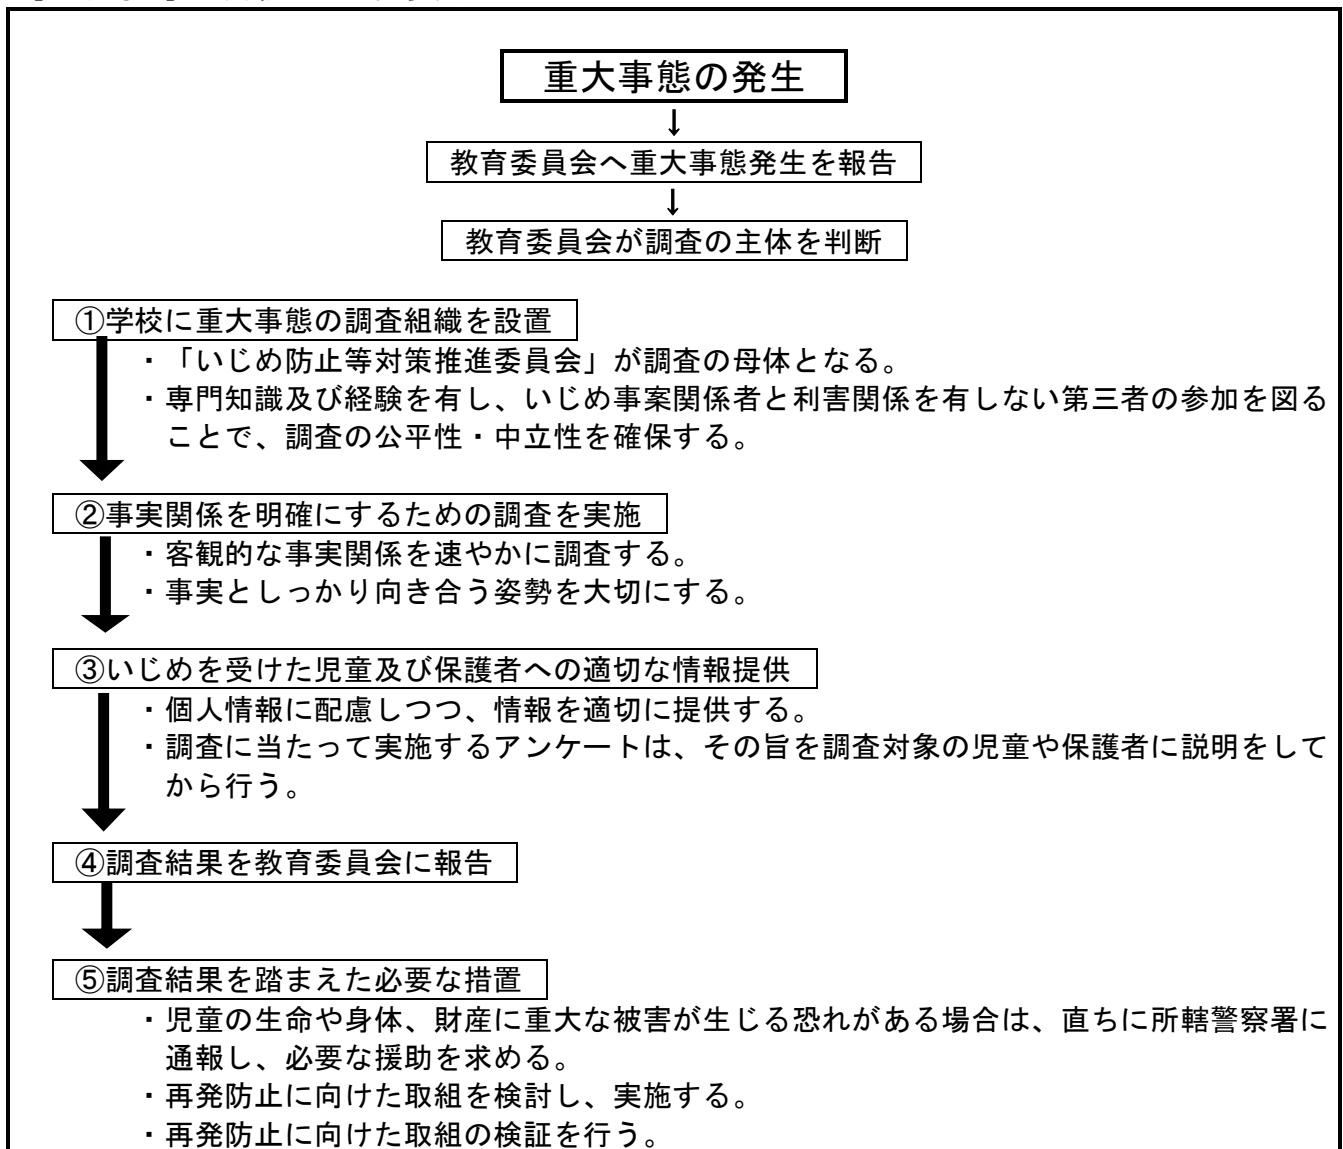 重大事態の発生
↓
教育委員会へ重大事態発生を報告
↓
教育委員会が調査の主体を判断
①学校に重大事態の調査組織を設置
・「いじめ防止等対策推進委員会」が調査の母体となる。
・専門知識及び経験を有し、いじめ事案関係者と利害関係を有しない第三者の参加を図る
ことで、調査の公平性・中立性を確保する。
②事実関係を明確にするための調査を実施
・客観的な事実関係を速やかに調査する。
・事実としっかり向き合う姿勢を大切にする。
③いじめを受けた児童及び保護者への適切な情報提供
・個人情報に配慮しつつ、情報を適切に提供する。
・調査に当たって実施するアンケートは、その旨を調査対象の児童や保護者に説明をして
から行う。
④調査結果を教育委員会に報告
⑤調査結果を踏まえた必要な措置
・児童の生命や身体、財産に重大な被害が生じる恐れがある場合は、直ちに所轄警察署に
通報し、必要な援助を求める。
・再発防止に向けた取組を検討し、実施する。
・再発防止に向けた取組の検証を行う。